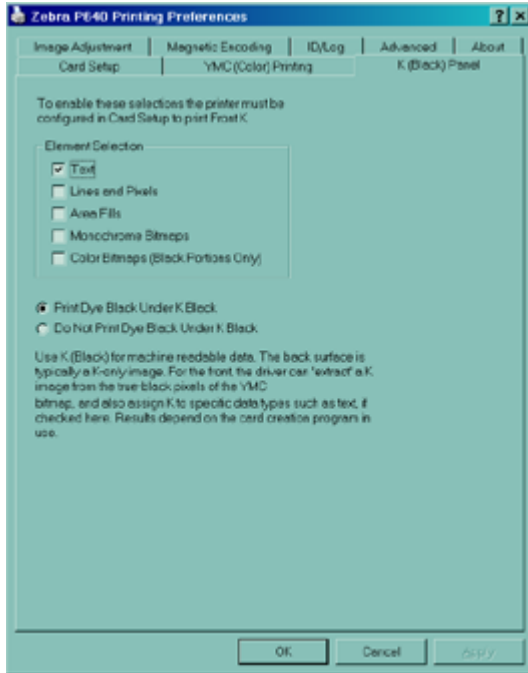 Zebra P640 Printing Preferences
Image Adjustment Magnetic Encoding ID/Log Advanced About
Card Setup YMC (Color) Printing K (Black) Panel
To enable these selections the printer must be
configured in Card Setup to print Front K.
Element Selection
Text
Lines and Pixels
Area Fills
Monochrome Bitmaps
Color Bitmaps (Black Portions Only)
Print Dye Black Under K Black
Do Not Print Dye Black Under K Black
Use K (Black) for machine readable data. The back surface is
typically a K-only image. For the front the driver can 'extract' a K
image from the true-black pixels of the YMC
bitmap, and also assign K to specific data types such as text, if
checked here. Results depend on the card creation program in
use.
OK Cancel Apply